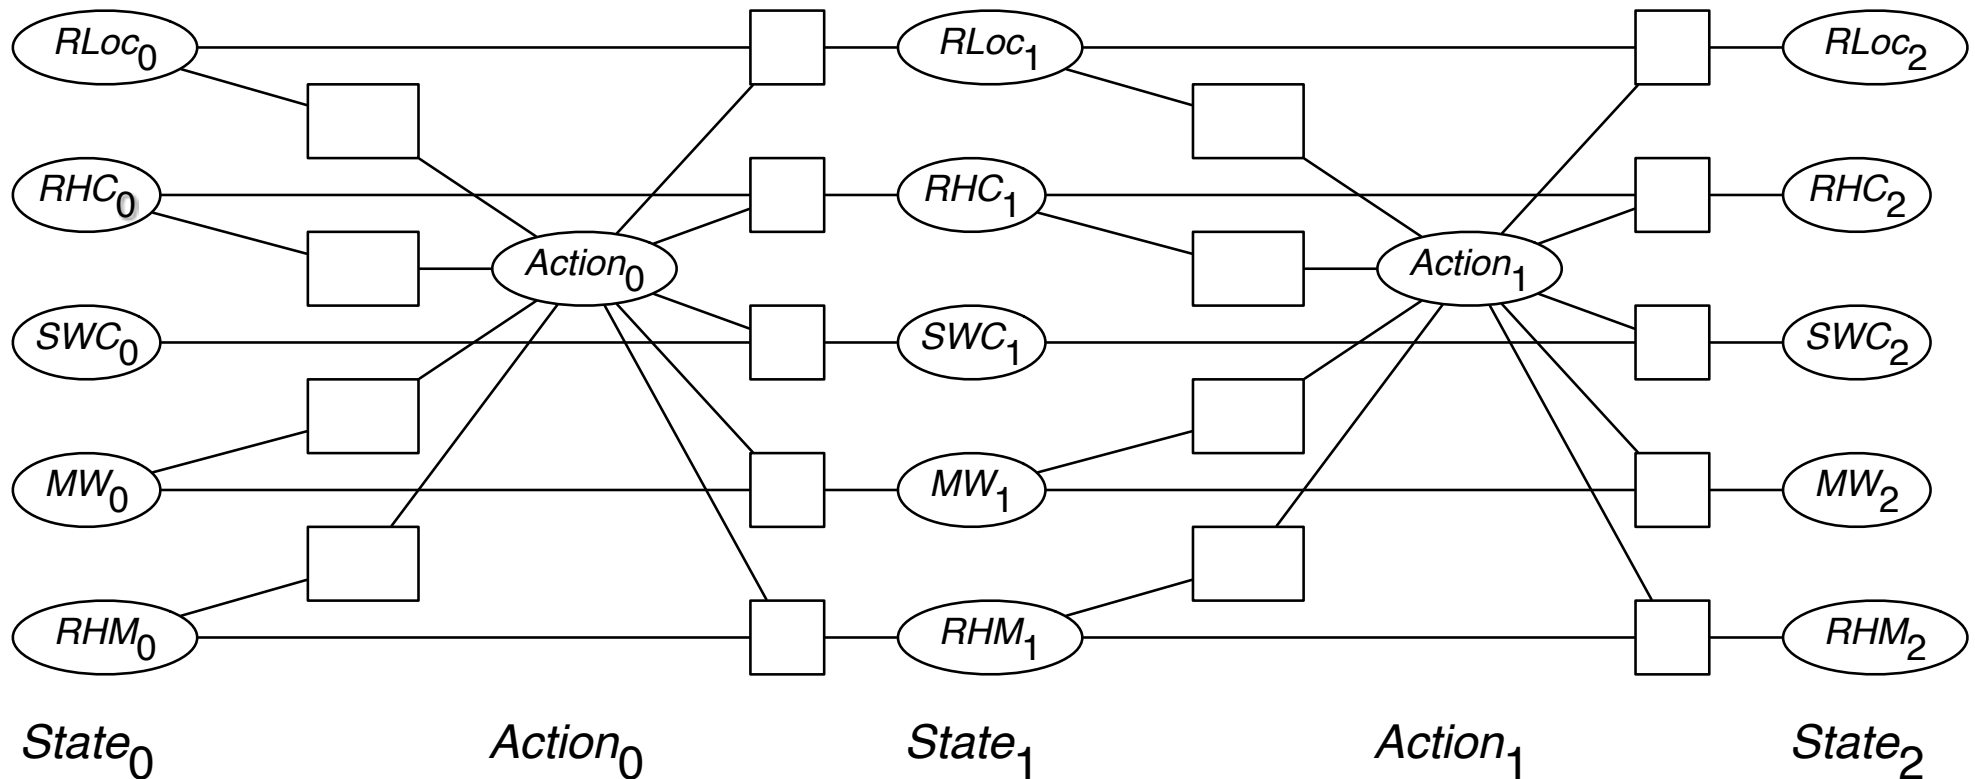 RLoc0 RLoc1 RLoc2
RHC0 RHC1 RHC2
Action0 Action1
SWC0 SWC1 SWC2
MW0 MW1 MW2
RHM0 RHM1 RHM2
State0 Action0 State1 Action1 State2